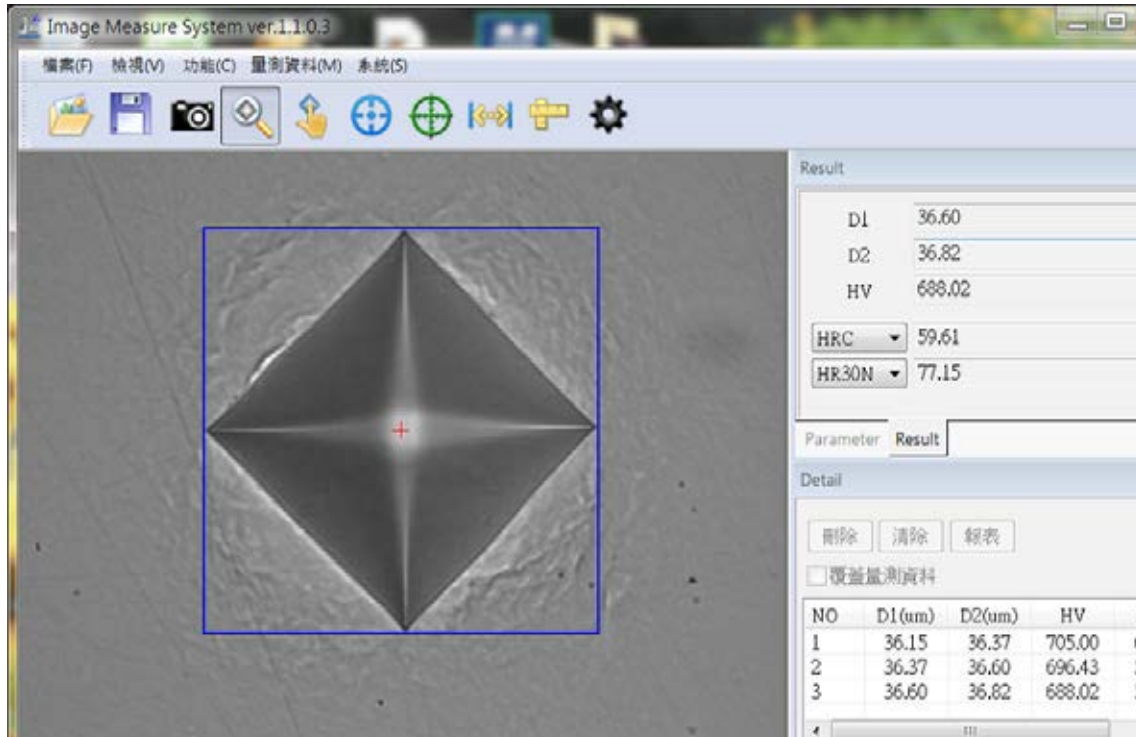 Image Measure System ver.1.1.0.3
檔案(F) 檢視(V) 功能(C) 量測資料(M) 系統(S)
Result
D1 36.60
D2 36.82
HV 688.02
HRC 59.61
HR30N 77.15
Parameter Result
Detail
刪除 清除 報表
覆蓋量測資料
NO D1(um) D2(um) HV
1 36.15 36.37 705.00
2 36.37 36.60 696.43
3 36.60 36.82 688.02